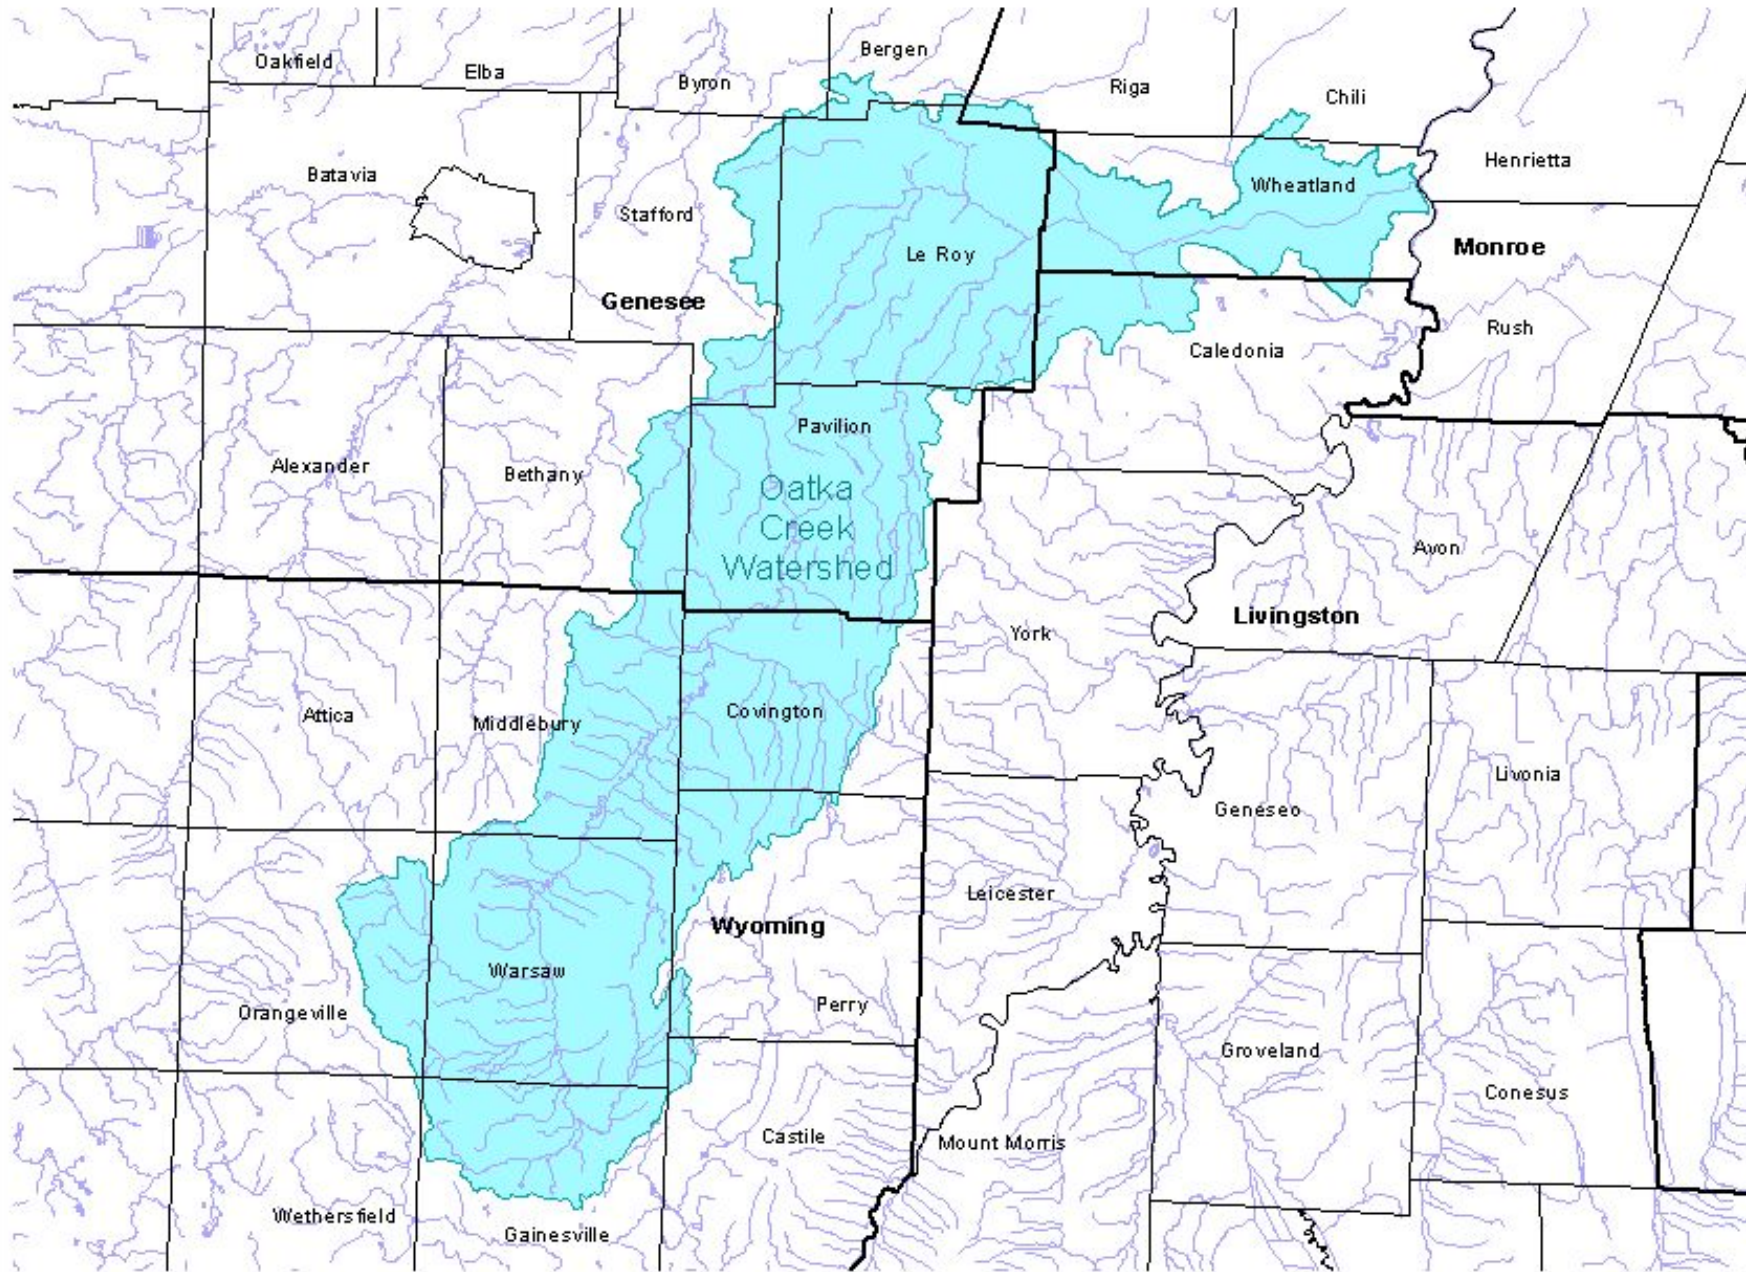 Bergen
Oakfield
Elba
Byron
Riga
Chili
Henrietta
Batavia
Wheatland
Stafford
Monroe
Le Roy
Genesee
Rush
Caledonia
Pavilion
Alexander
Bethany
Oatka
Creek
Watershed
Avon
Livingston
York
Attica
Middlebury
Covington
Livonia
Geneseo
Leicester
Wyoming
Warsaw
Perry
Orangeville
Groveland
Conesus
Castile
Mount Morris
Wethersfield
Gainesville